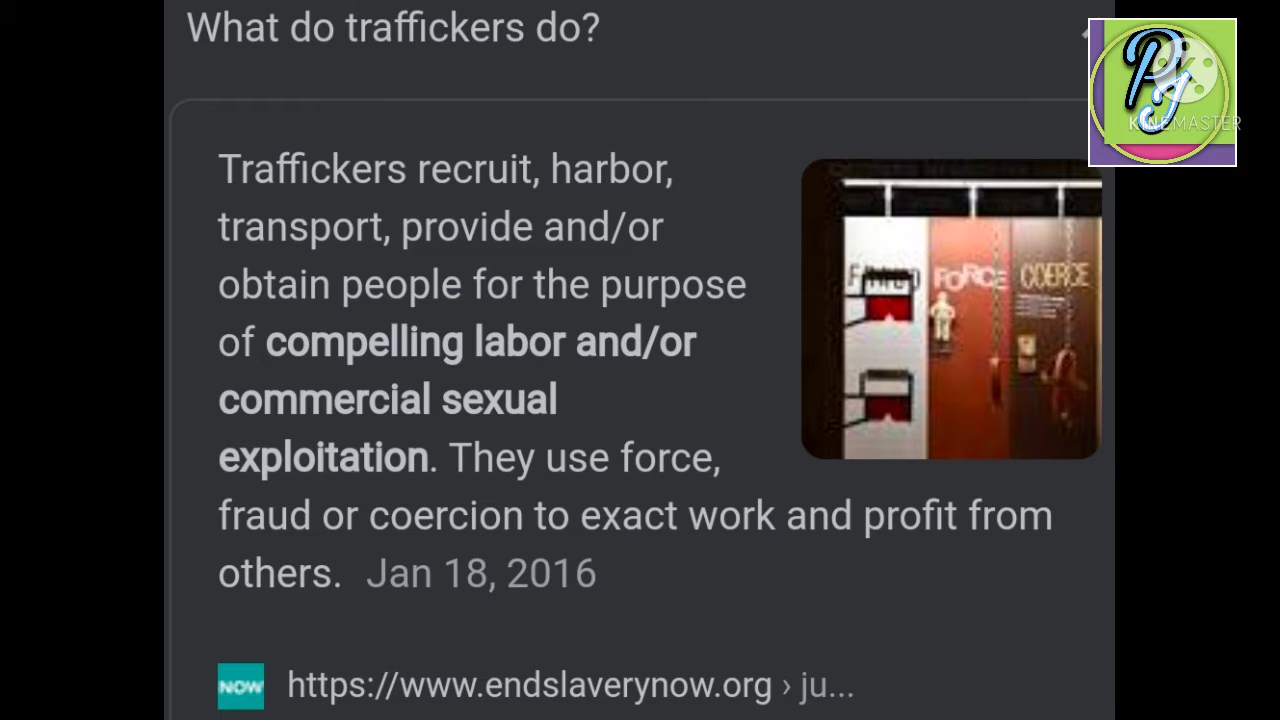 What do traffickers do?
Traffickers recruit, harbor,
transport, provide and/or
obtain people for the purpose
of compelling labor and/or
commercial sexual
exploitation. They use force,
fraud or coercion to exact work and profit from
others. Jan 18, 2016
NOW https://www.endslaverynow.org › ju...
FORCE
COERCE
PJ
KINEMASTER